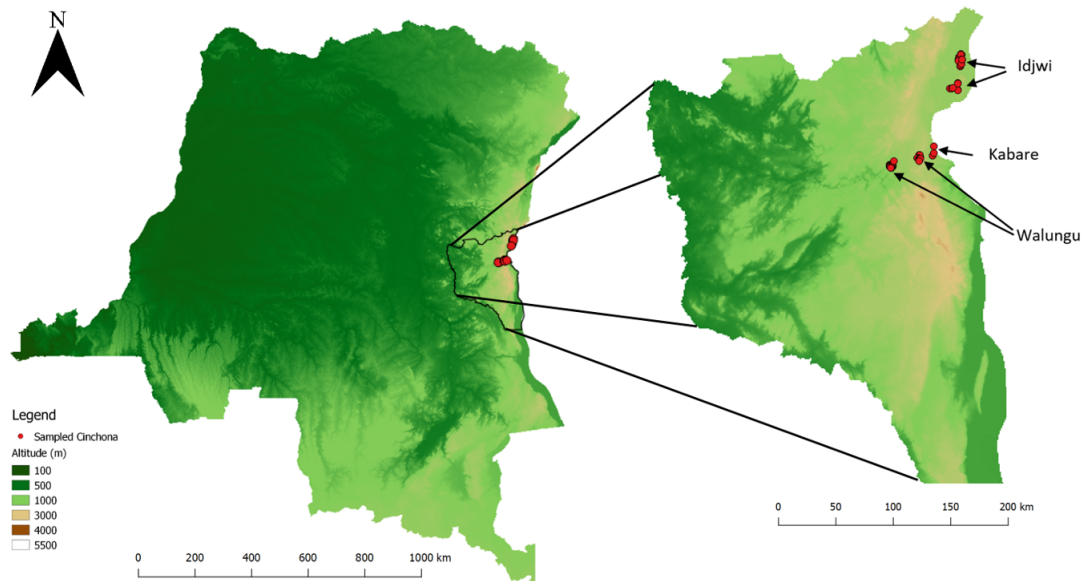 N
Idjwi
Kabare
Walungu
Legend
Sampled Cinchona
Altitude (m)
100
500
1000
3000
4000
5500
0 200 400 600 800 1000 km
0 50 100 150 200 km